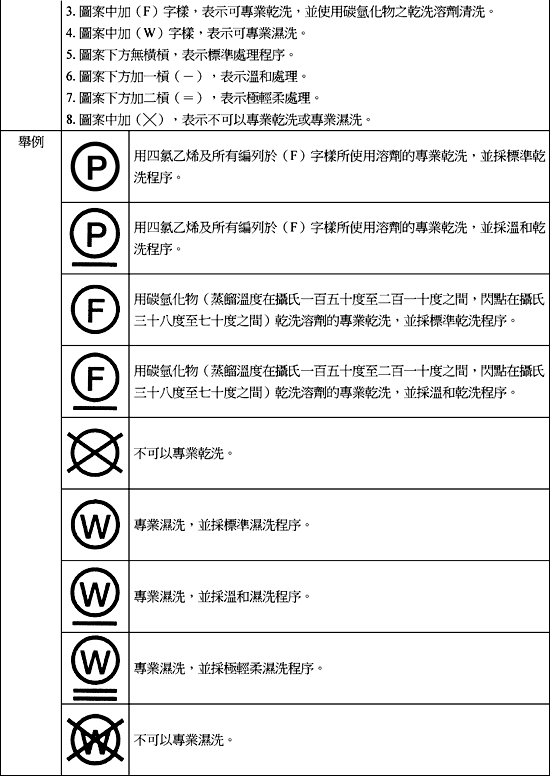 3. 圖案中加(F)字樣，表示可專業乾洗，並使用碳氫化物之乾洗溶劑清洗。
4. 圖案中加(W)字樣，表示可專業濕洗。
5. 圖案下方無橫槓，表示標準處理程序。
6. 圖案下方加一槓(－)，表示溫和處理。
7. 圖案下方加二槓(＝)，表示極輕柔處理。
8. 圖案中加(╳)，表示不可以專業乾洗或專業濕洗。
舉例
P
用四氯乙烯及所有編列於(F)字樣所使用溶劑的專業乾洗，並採標準乾
洗程序。
P
用四氯乙烯及所有編列於(F)字樣所使用溶劑的專業乾洗，並採溫和乾
洗程序。
F
用碳氫化物(蒸餾溫度在攝氏一百五十度至二百一十度之間，閃點在攝氏
三十八度至七十度之間)乾洗溶劑的專業乾洗，並採標準乾洗程序。
F
用碳氫化物(蒸餾溫度在攝氏一百五十度至二百一十度之間，閃點在攝氏
三十八度至七十度之間)乾洗溶劑的專業乾洗，並採溫和乾洗程序。
不可以專業乾洗。
W
專業濕洗，並採標準濕洗程序。
W
專業濕洗，並採溫和濕洗程序。
W
專業濕洗，並採極輕柔濕洗程序。
W
不可以專業濕洗。